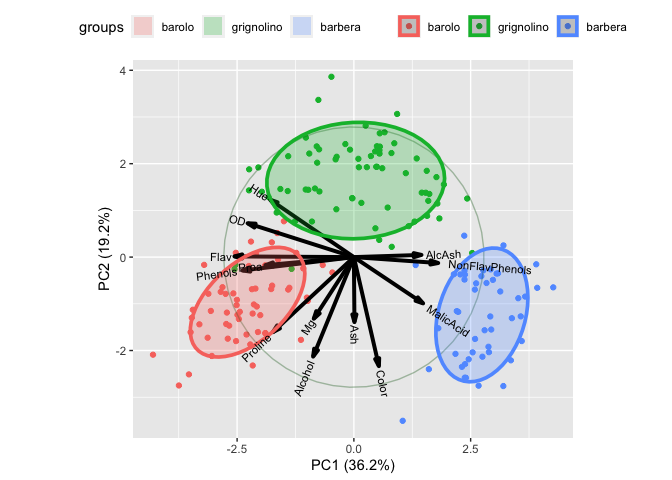 groups barolo grignolino barbera barolo grignolino barbera
4
2
0
-2
PC2 (19.2%)
Hue
OD
Flav
Phenols
Proa
Proline
Mg
Alcohol
Ash
Color
AlcAsh
NonFlavPhenols
MalicAcid
-2.5 0.0 2.5
PC1 (36.2%)